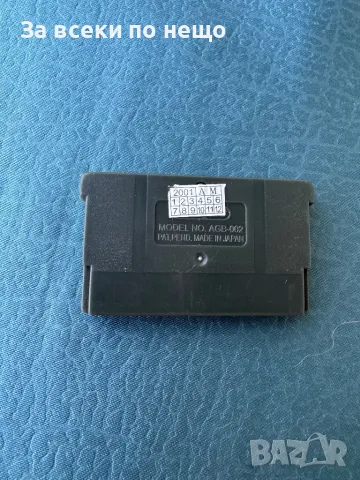 За всеки по нещо
2001 A M
1 2 3 4 5 6
7 8 9 10 11 12
MODEL NO. AGB-002
PAT.PEND. MADE IN JAPAN
BAZAR